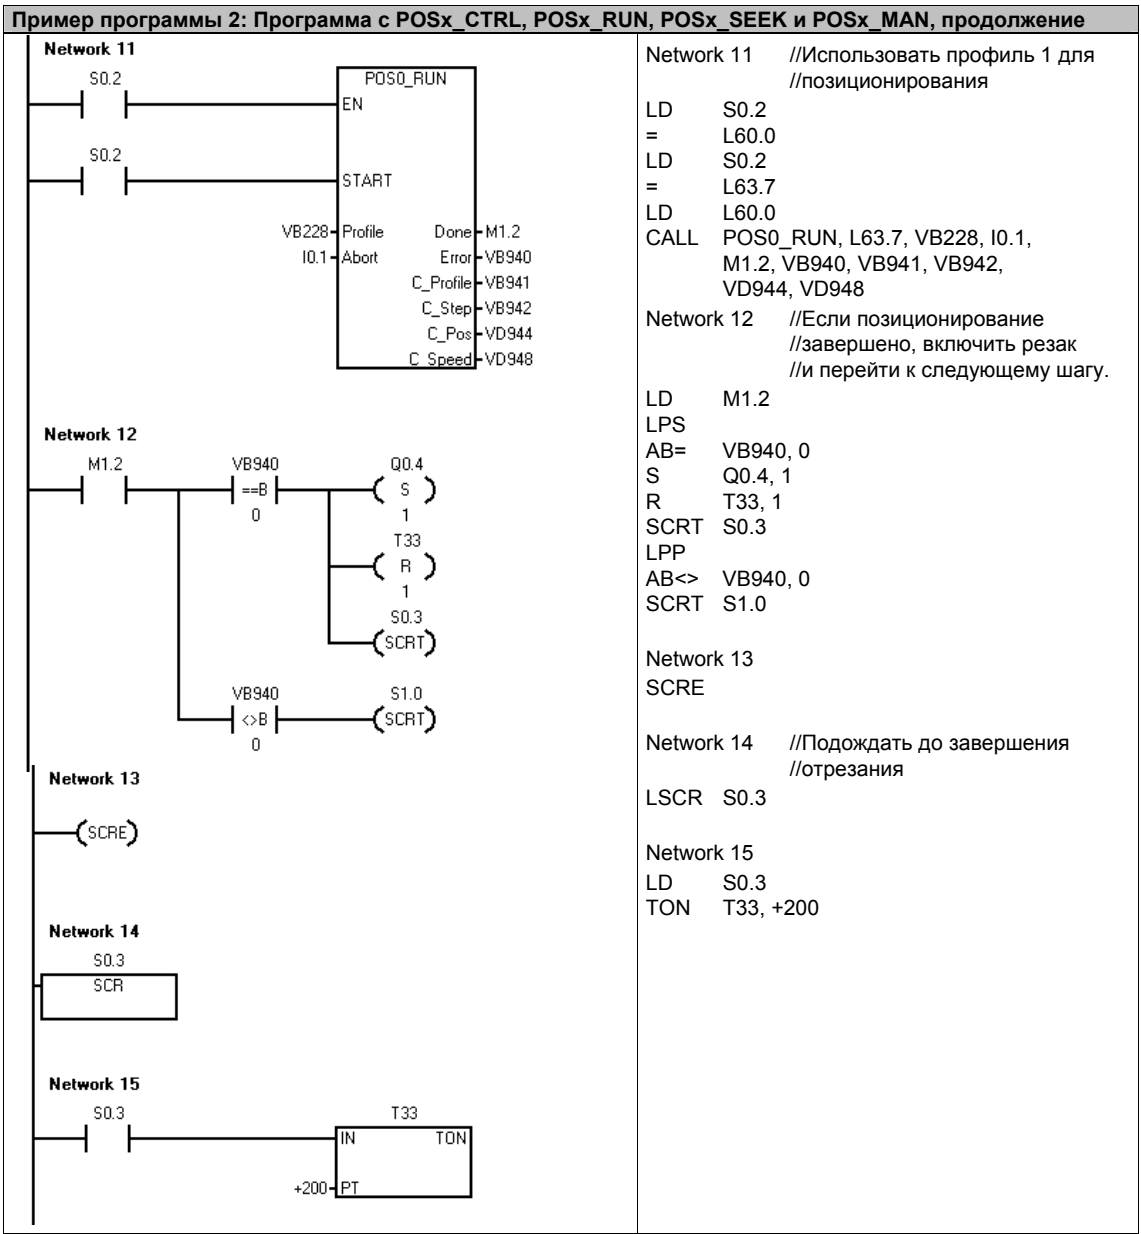 Пример программы 2: Программа с POSx_CTRL, POSx_RUN, POSx_SEEK и POSx_MAN, продолжение
Network 11
S0.2
POS0_RUN
EN
S0.2
START
VB228 Profile Done M1.2
I0.1 Abort Error VB940
C_Profile VB941
C_Step VB942
C_Pos VD944
C_Speed VD948
Network 12
M1.2 VB940 Q0.4
==B S
0 1
T33
R
1
S0.3
SCRT
VB940 S1.0
<>B SCRT
0
Network 13
SCRE
Network 14
S0.3
SCR
Network 15
S0.3 T33
IN TON
+200 PT
Network 11 //Использовать профиль 1 для
//позиционирования
LD S0.2
= L60.0
LD S0.2
= L63.7
LD L60.0
CALL POS0_RUN, L63.7, VB228, I0.1,
M1.2, VB940, VB941, VB942,
VD944, VD948
Network 12 //Если позиционирование
//завершено, включить резак
//и перейти к следующему шагу.
LD M1.2
LPS
AB= VB940, 0
S Q0.4, 1
R T33, 1
SCRT S0.3
LPP
AB<> VB940, 0
SCRT S1.0
Network 13
SCRE
Network 14 //Подождать до завершения
//отрезания
LSCR S0.3
Network 15
LD S0.3
TON T33, +200